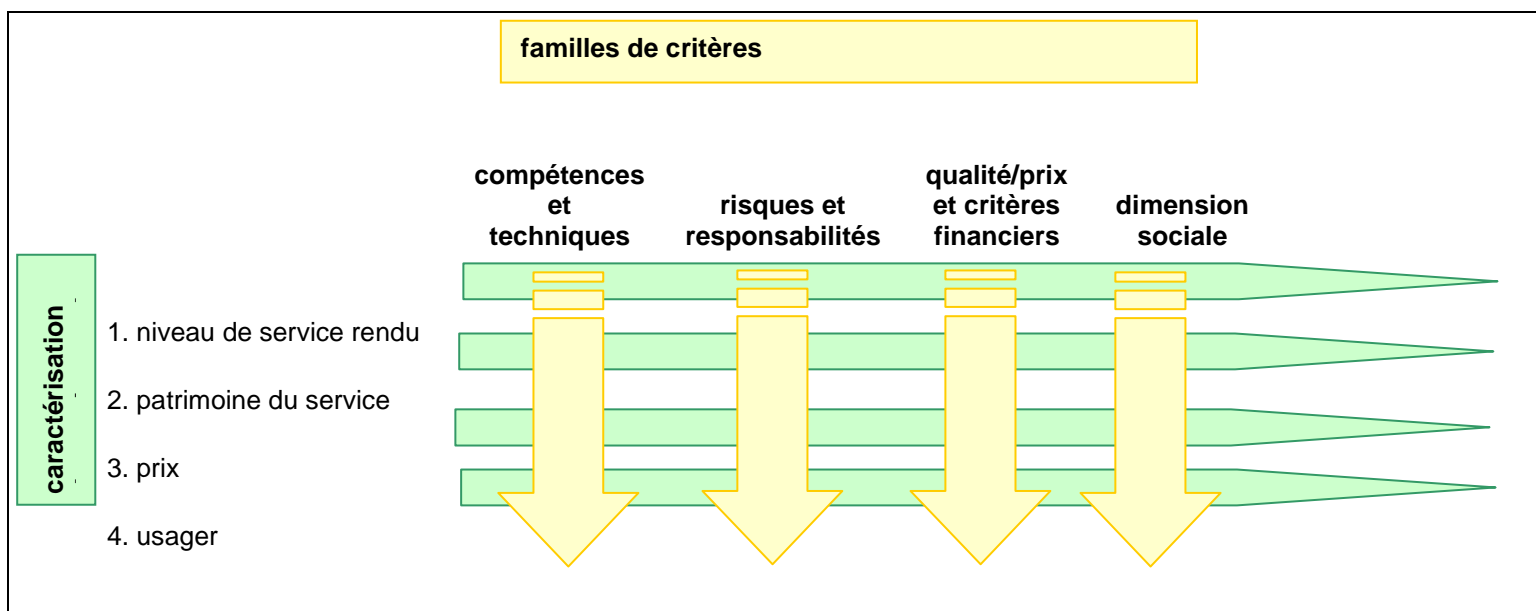 familles de critères
compétences
et
techniques
risques et
responsabilités
qualité/prix
et critères
financiers
dimension
sociale
caractérisation
1. niveau de service rendu
2. patrimoine du service
3. prix
4. usager